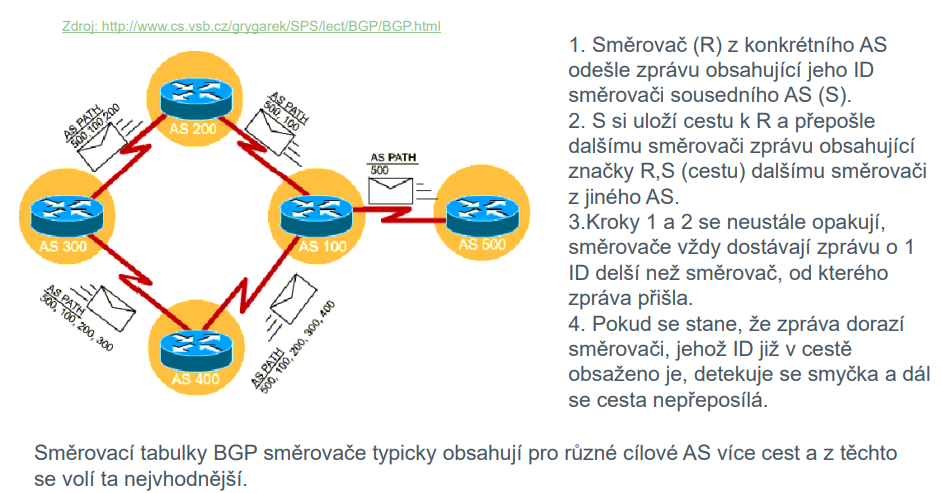 Zdroj: http://www.cs.vsb.cz/grygarek/SPS/lect/BGP/BGP.html
AS PATH
500,100 200
AS 200
AS PATH
500,100
AS PATH
500
AS 300
AS 100
AS 500
AS PATH
500, 100, 200, 300
AS 400
AS PATH
500, 100, 200, 300, 400
1. Směrovač (R) z konkrétního AS
odešle zprávu obsahující jeho ID
směrovači sousedního AS (S).
2. S si uloží cestu k R a přepošle
dalšímu směrovači zprávu obsahující
značky R,S (cestu) dalšímu směrovači
z jiného AS.
3.Kroky 1 a 2 se neustále opakují,
směrovače vždy dostávají zprávu o 1
ID delší než směrovač, od kterého
zpráva přišla.
4. Pokud se stane, že zpráva dorazí
směrovači, jehož ID již v cestě
obsaženo je, detekuje se smyčka a dál
se cesta nepřeposílá.
Směrovací tabulky BGP směrovače typicky obsahují pro různé cílové AS více cest a z těchto
se volí ta nejvhodnější.